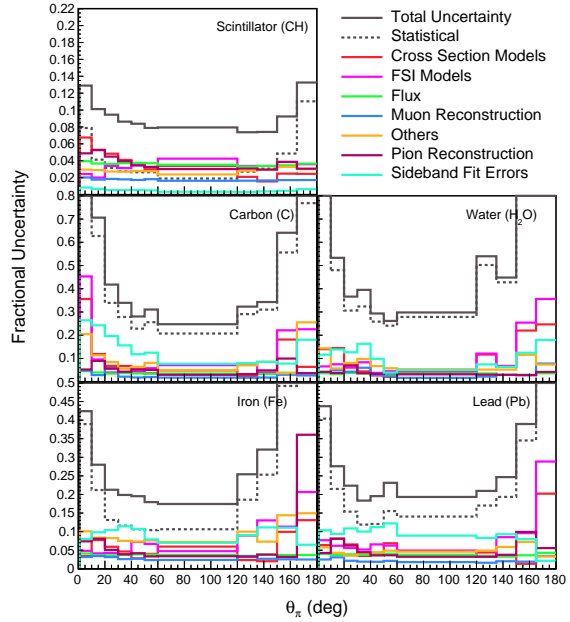 Scintillator (CH)
0.2
0.18
0.16
0.14
0.12
0.1
0.08
0.06
0.04
0.02
Total Uncertainty
Statistical
Cross Section Models
FSI Models
Flux
Muon Reconstruction
Others
Pion Reconstruction
Sideband Fit Errors
Fractional Uncertainty
Carbon (C)
0.8
0.7
0.6
0.5
0.4
0.3
0.2
0.1
Water (H₂O)
Iron (Fe)
0.5
0.45
0.4
0.35
0.3
0.25
0.2
0.15
0.1
0.05
0
Lead (Pb)
0 20 40 60 80 100 120 140 160 180
20 40 60 80 100 120 140 160 180
θπ (deg)